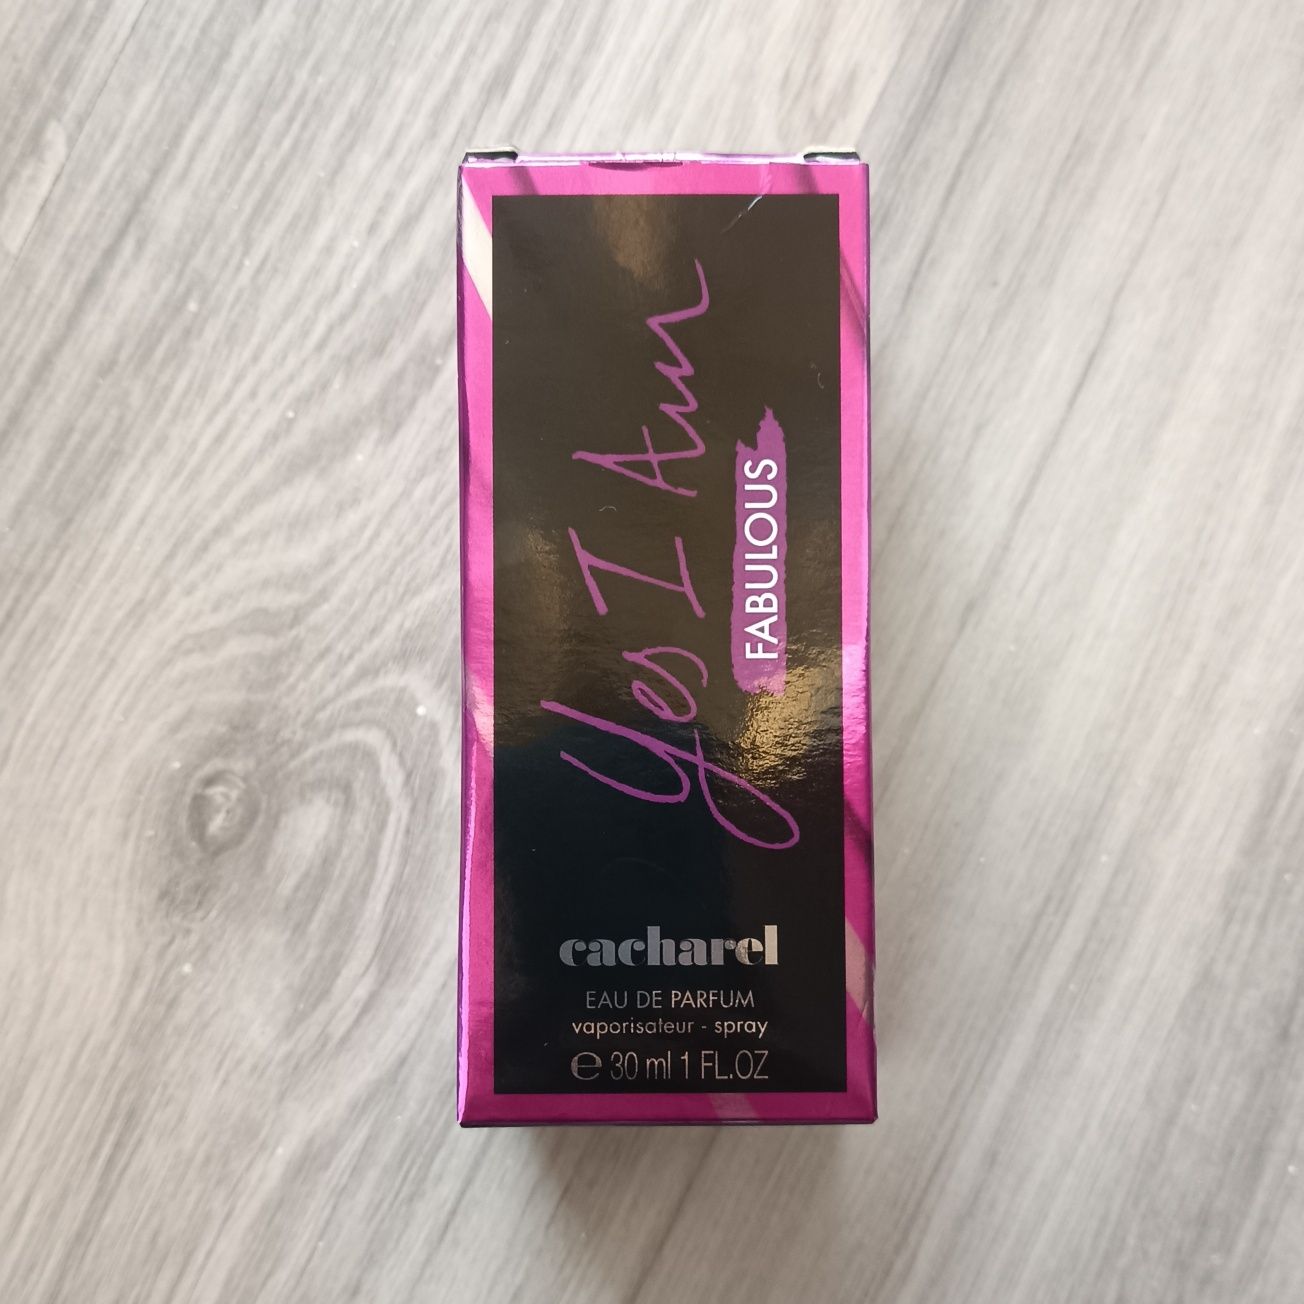 Yes I Am
FABULOUS
cacharel
EAU DE PARFUM
vaporisateur - spray
℮ 30 ml 1 FL.OZ